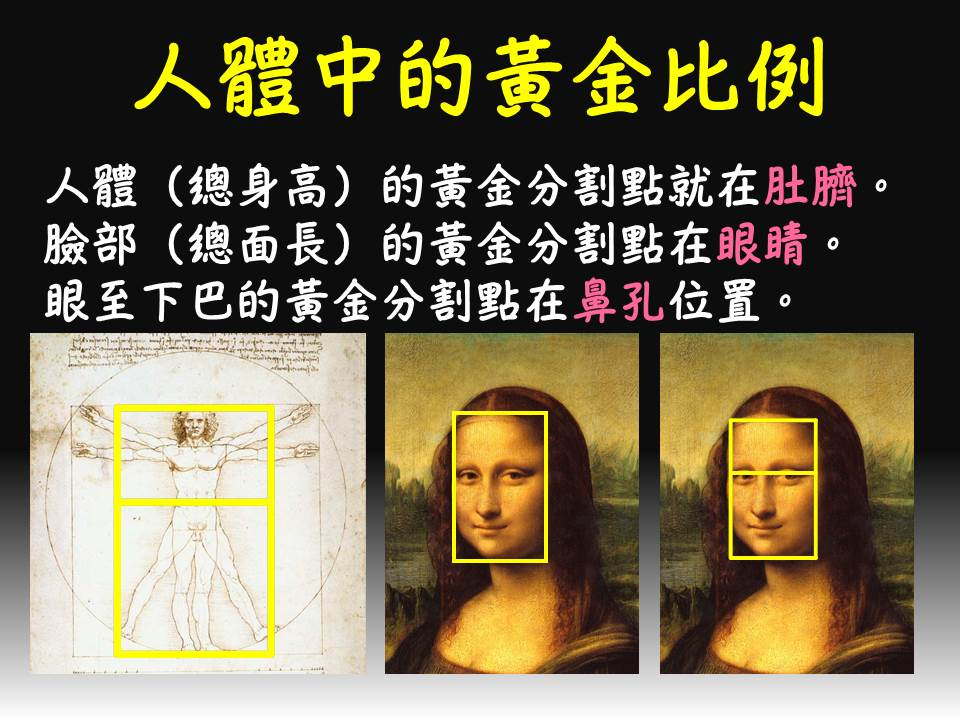 人體中的黃金比例
人體（總身高）的黃金分割點就在肚臍。
臉部（總面長）的黃金分割點在眼睛。
眼至下巴的黃金分割點在鼻孔位置。